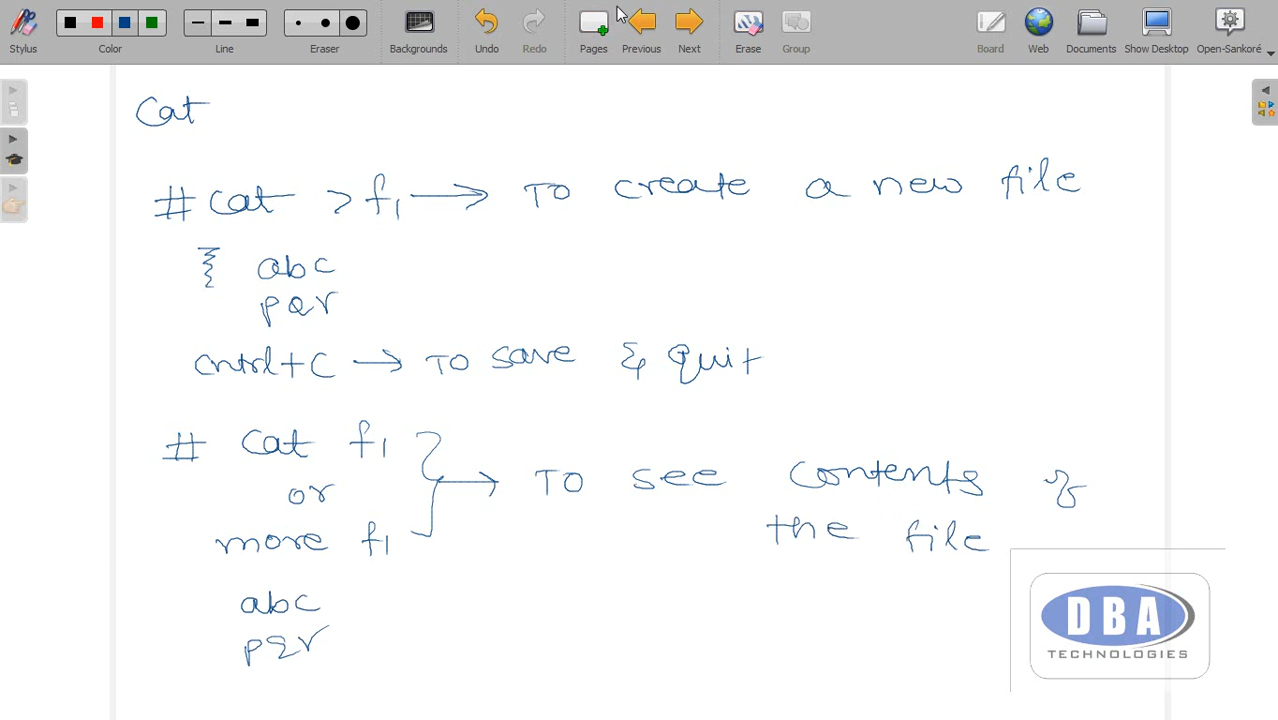 Stylus Color Line Eraser Backgrounds Undo Redo Pages Previous Next Erase Group Board Web Documents Show Desktop Open-Sankoré
Cat
# Cat > f1 → To create a new file
abc
pqr
cntrl+C → To save & quit
# Cat f1
or → To see contents of
more f1 the file
abc
pqr
DBA
TECHNOLOGIES